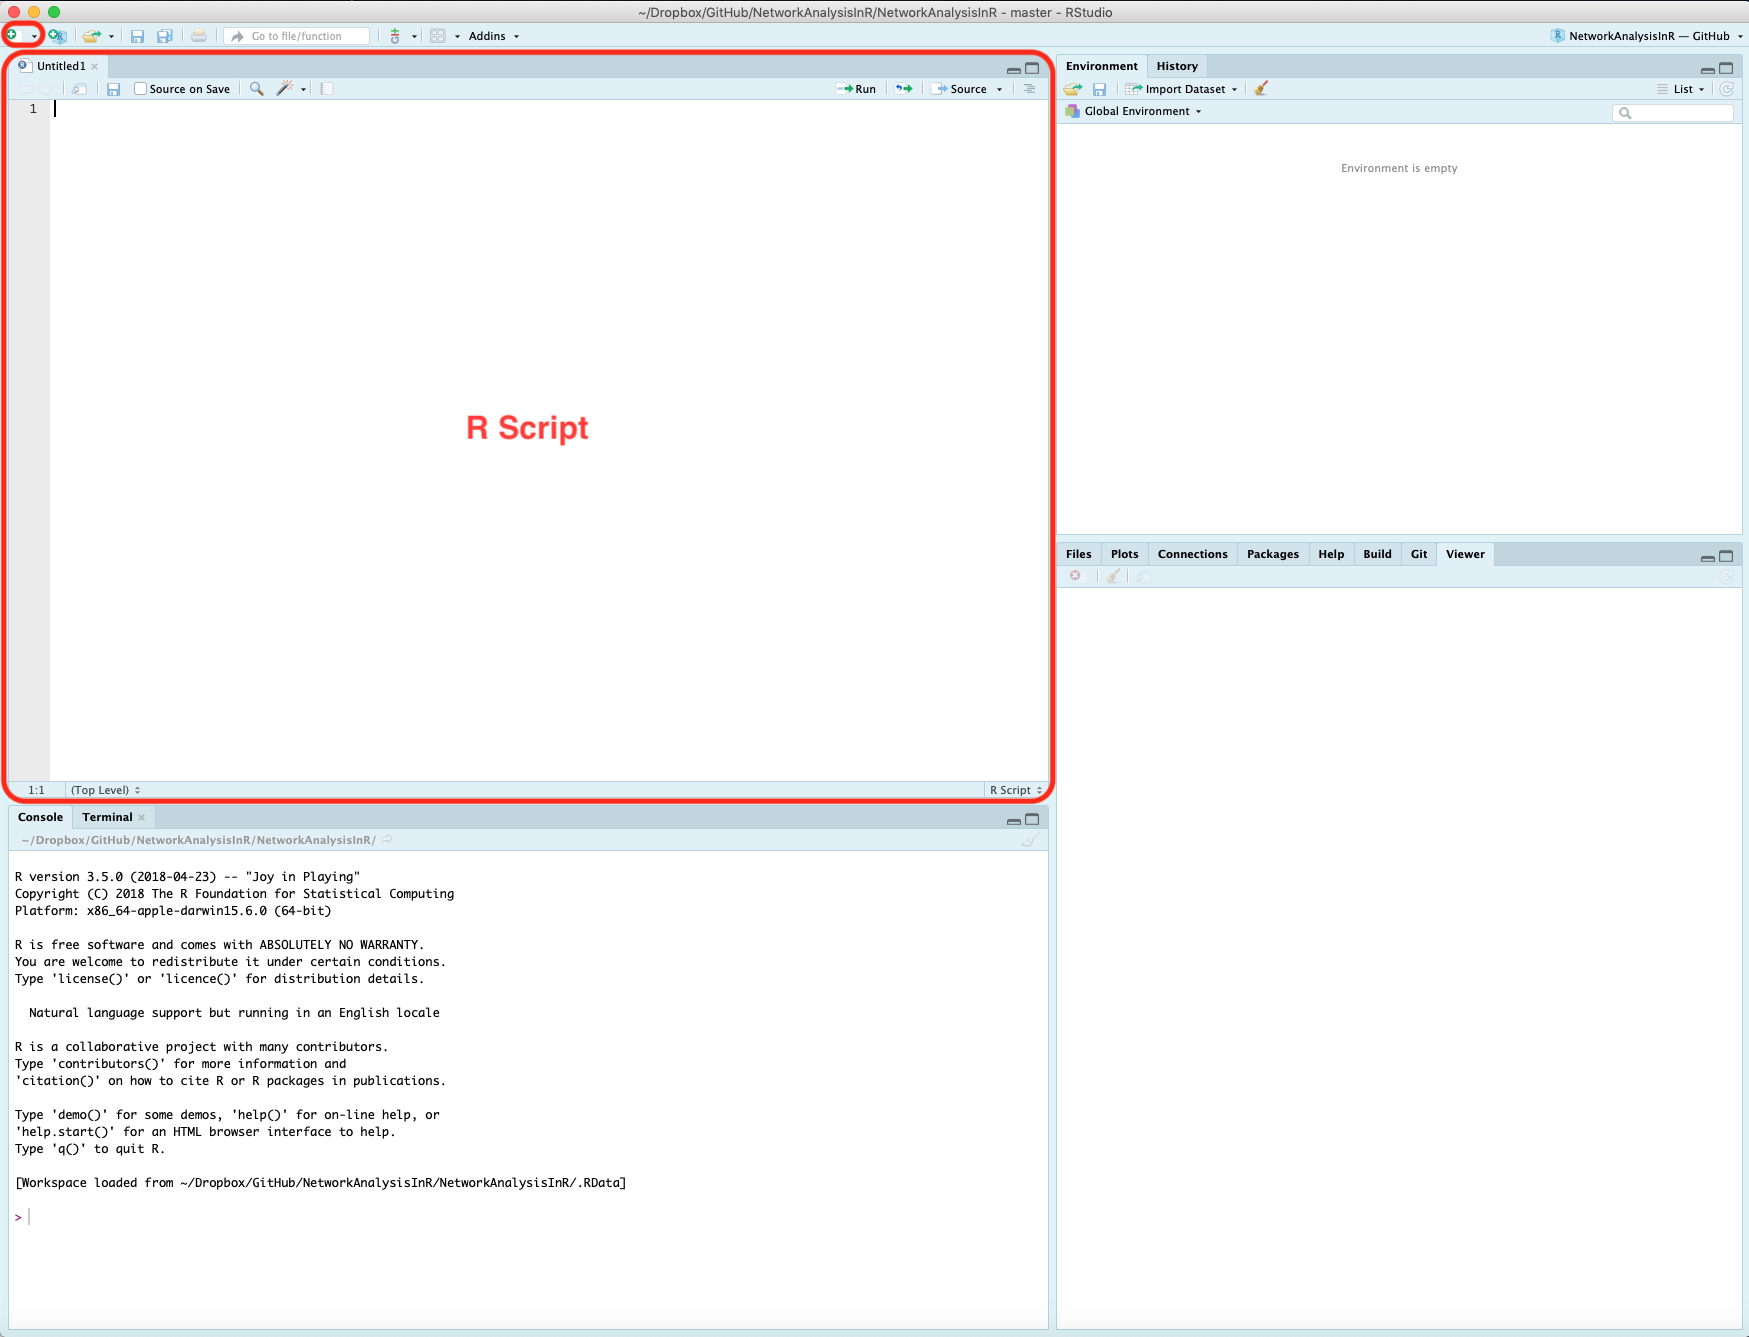 ~/Dropbox/GitHub/NetworkAnalysisInR/NetworkAnalysisInR - master - RStudio
Go to file/function
Addins
NetworkAnalysisInR — GitHub
Untitled1
Source on Save
Run
Source
1
R Script
1:1
(Top Level)
R Script
Environment
History
Import Dataset
List
Global Environment
Environment is empty
Files
Plots
Connections
Packages
Help
Build
Git
Viewer
Console
Terminal
~/Dropbox/GitHub/NetworkAnalysisInR/NetworkAnalysisInR/
R version 3.5.0 (2018-04-23) -- "Joy in Playing"
Copyright (C) 2018 The R Foundation for Statistical Computing
Platform: x86_64-apple-darwin15.6.0 (64-bit)
R is free software and comes with ABSOLUTELY NO WARRANTY.
You are welcome to redistribute it under certain conditions.
Type 'license()' or 'licence()' for distribution details.
Natural language support but running in an English locale
R is a collaborative project with many contributors.
Type 'contributors()' for more information and
'citation()' on how to cite R or R packages in publications.
Type 'demo()' for some demos, 'help()' for on-line help, or
'help.start()' for an HTML browser interface to help.
Type 'q()' to quit R.
[Workspace loaded from ~/Dropbox/GitHub/NetworkAnalysisInR/NetworkAnalysisInR/.RData]
>